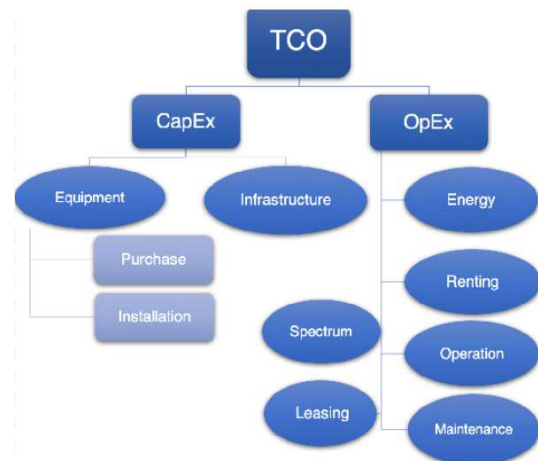 TCO
CapEx
OpEx
Equipment
Infrastructure
Energy
Purchase
Renting
Installation
Spectrum
Operation
Leasing
Maintenance